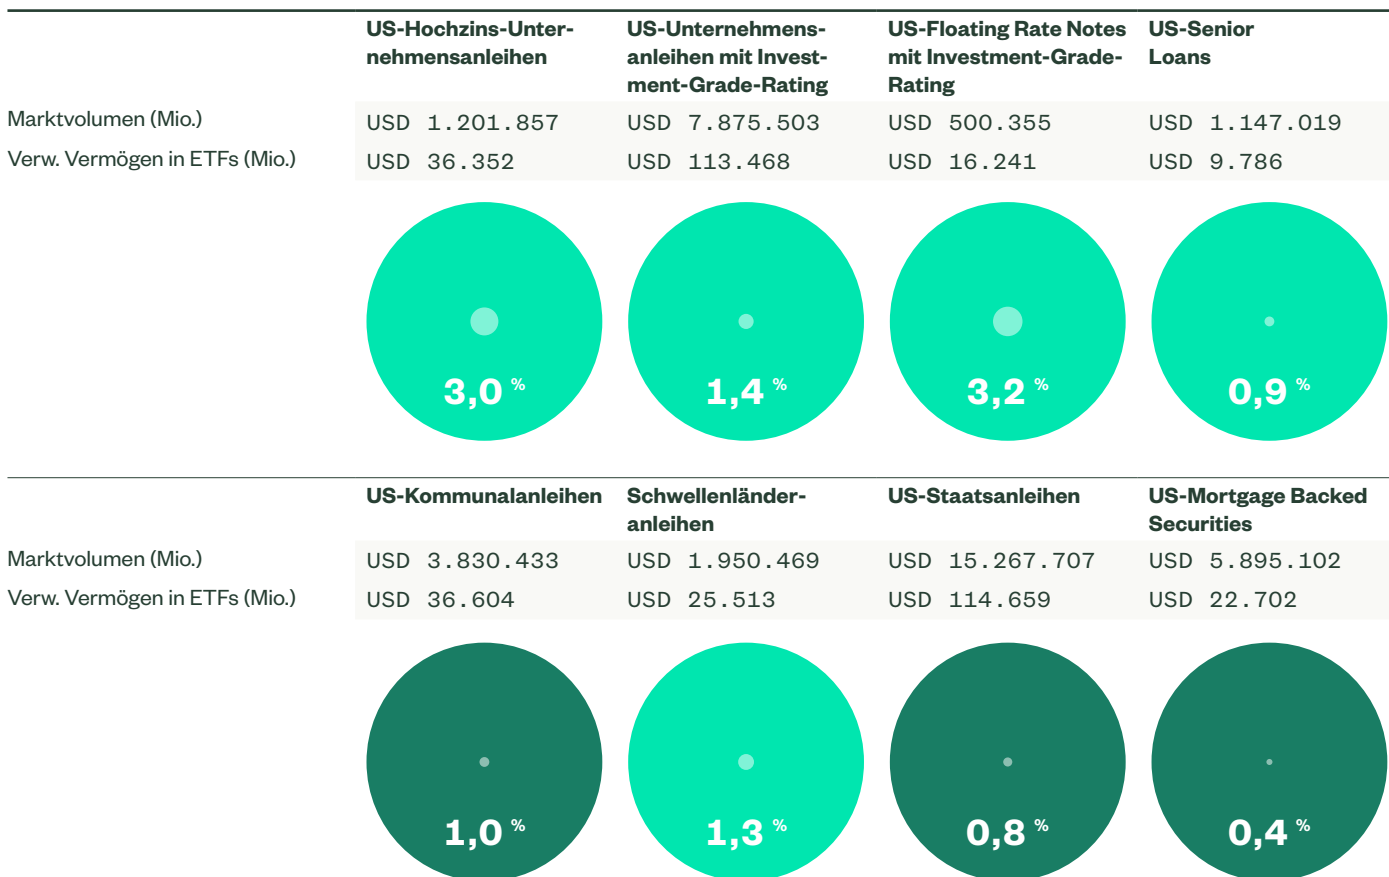 US-Hochzins-Unter-
nehmensanleihen
US-Unternehmens-
anleihen mit Invest-
ment-Grade-Rating
US-Floating Rate Notes
mit Investment-Grade-
Rating
US-Senior
Loans
Marktvolumen (Mio.) USD 1.201.857 USD 7.875.503 USD 500.355 USD 1.147.019
Verw. Vermögen in ETFs (Mio.) USD 36.352 USD 113.468 USD 16.241 USD 9.786
3,0 % 1,4 % 3,2 % 0,9 %
US-Kommunalanleihen
Schwellenländer-
anleihen
US-Staatsanleihen
US-Mortgage Backed
Securities
Marktvolumen (Mio.) USD 3.830.433 USD 1.950.469 USD 15.267.707 USD 5.895.102
Verw. Vermögen in ETFs (Mio.) USD 36.604 USD 25.513 USD 114.659 USD 22.702
1,0 % 1,3 % 0,8 % 0,4 %